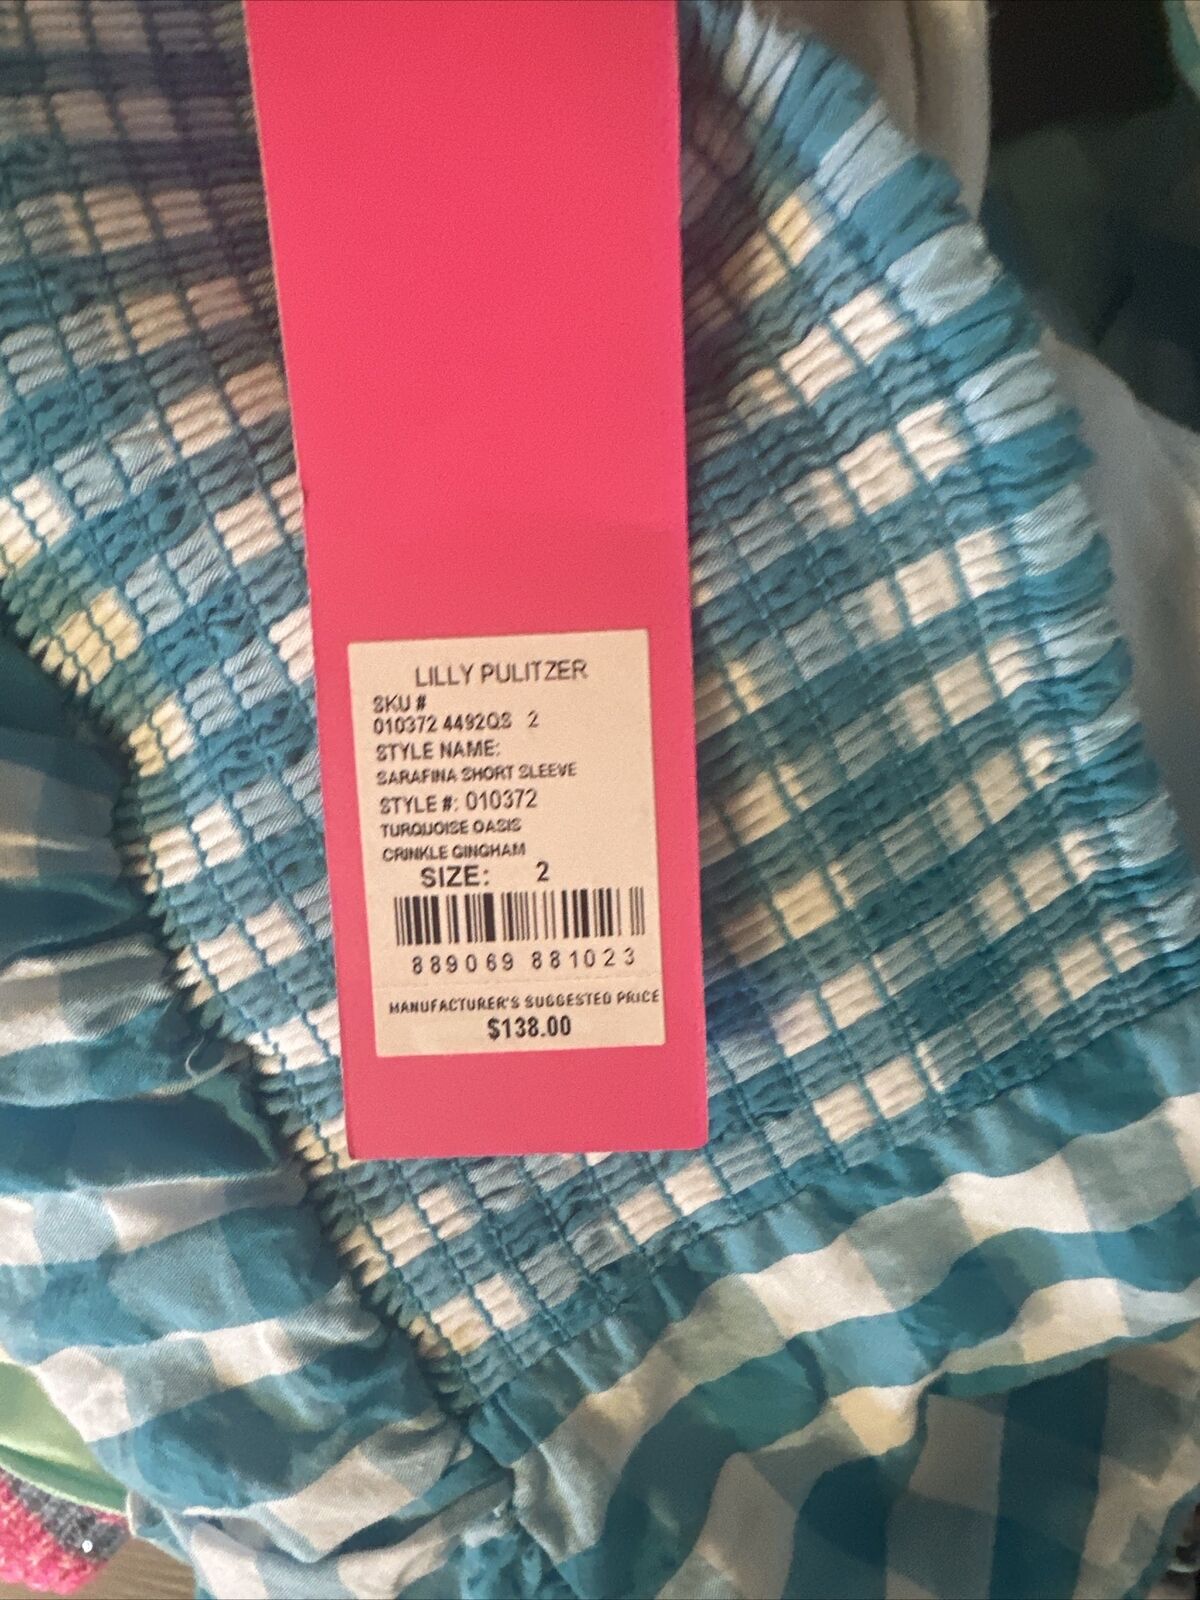 LILLY PULITZER
SKU #
010372 4492QS 2
STYLE NAME:
SARAFINA SHORT SLEEVE
STYLE #: 010372
TURQUOISE OASIS
CRINKLE GINGHAM
SIZE: 2
889069 881023
MANUFACTURER'S SUGGESTED PRICE
$138.00